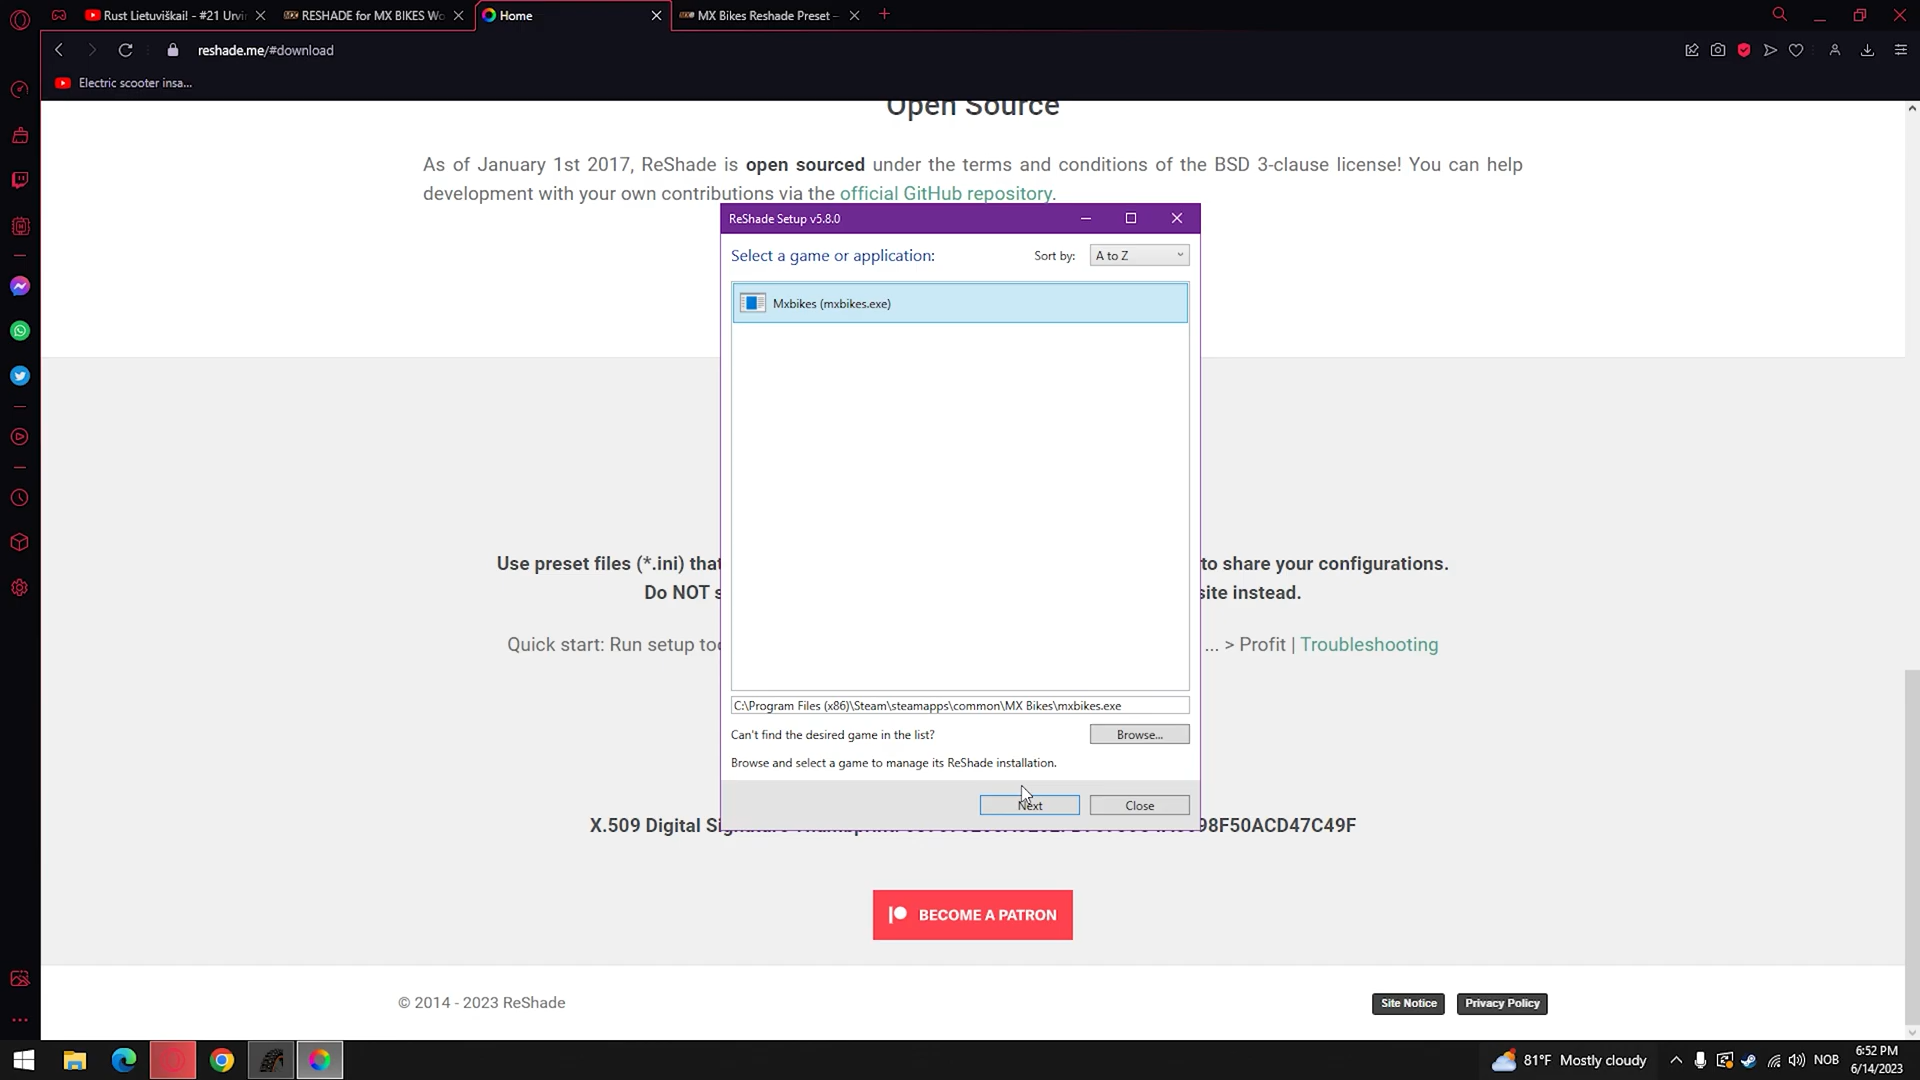 Rust Lietuviškai! - #21 Urvir
RESHADE for MX BIKES Wo
Home
MX Bikes Reshade Preset –
reshade.me/#download
Electric scooter insa...
Open Source
As of January 1st 2017, ReShade is open sourced under the terms and conditions of the BSD 3-clause license! You can help
development with your own contributions via the official GitHub repository.
ReShade Setup v5.8.0
Select a game or application:
Sort by:
A to Z
Mxbikes (mxbikes.exe)
Use preset files (*.ini) that
to share your configurations.
Do NOT s
site instead.
Quick start: Run setup too
... > Profit | Troubleshooting
C:\Program Files (x86)\Steam\steamapps\common\MX Bikes\mxbikes.exe
Can't find the desired game in the list?
Browse...
Browse and select a game to manage its ReShade installation.
Next
Close
X.509 Digital Si
98F50ACD47C49F
BECOME A PATRON
© 2014 - 2023 ReShade
Site Notice
Privacy Policy
81°F Mostly cloudy
NOB
6:52 PM
6/14/2023